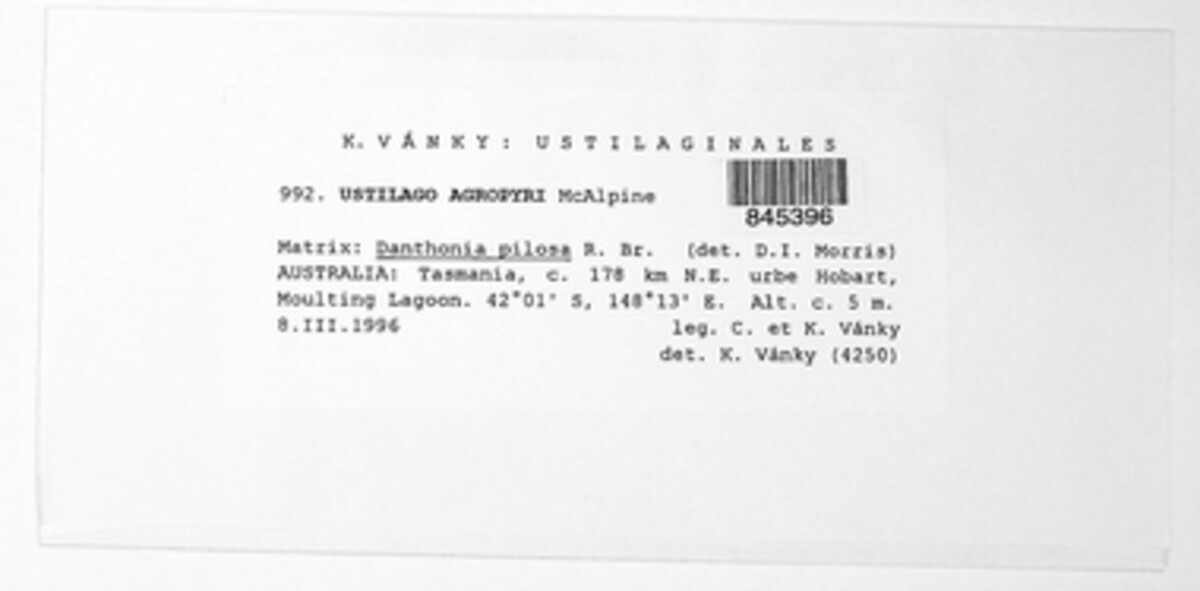 K. VÁNKY: USTILAGINALES
992. USTILAGO AGROPYRI McAlpine
845396
Matrix: Danthonia pilosa R. Br. (det. D.I. Morris)
AUSTRALIA: Tasmania, c. 178 km N.E. urbe Hobart,
Moulting Lagoon. 42°01' S, 148°13' E. Alt. c. 5 m.
8.III.1996 leg. C. et K. Vánky
det. K. Vánky (4250)